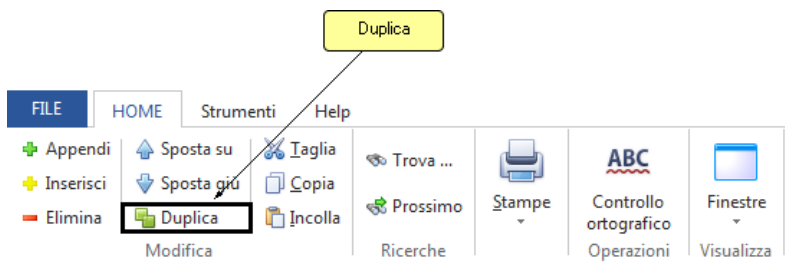 Duplica
FILE HOME Strumenti Help
Appendi Sposta su Taglia
Inserisci Sposta giù Copia
Elimina Duplica Incolla
Modifica
Trova ...
Prossimo
Ricerche
Stampe
ABC
Controllo
ortografico
Operazioni
Finestre
Visualizza